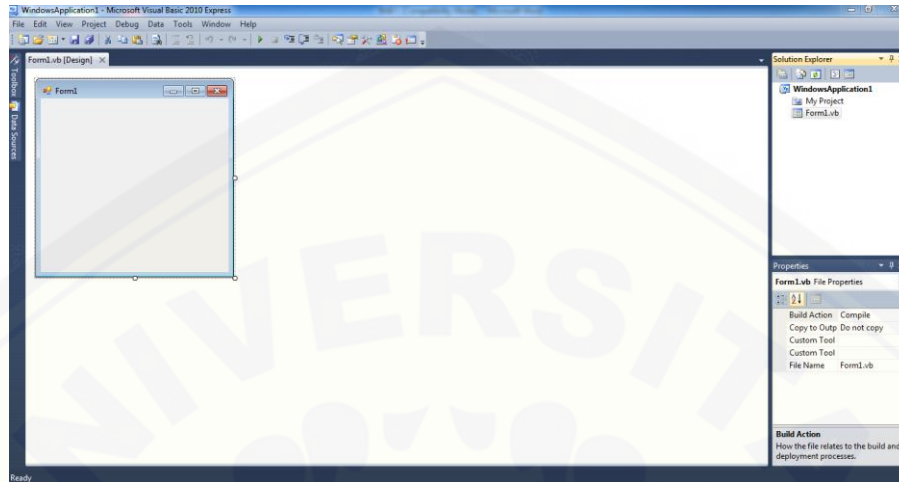 WindowsApplication1 - Microsoft Visual Basic 2010 Express
File Edit View Project Debug Data Tools Window Help
Form1.vb [Design]
Toolbox
Data Sources
Form1
Solution Explorer
WindowsApplication1
My Project
Form1.vb
Properties
Form1.vb File Properties
Build Action Compile
Copy to Outp Do not copy
Custom Tool
Custom Tool
File Name Form1.vb
Build Action
How the file relates to the build and
deployment processes.
Ready
NIVERSIT